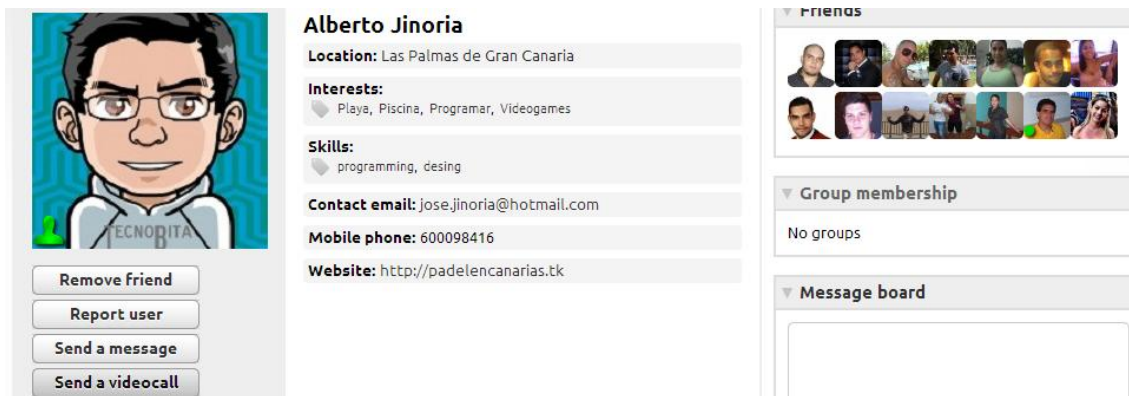 TECNOBITA
Remove friend
Report user
Send a message
Send a videocall
Alberto Jinoria
Location: Las Palmas de Gran Canaria
Interests:
Playa, Piscina, Programar, Videogames
Skills:
programming, desing
Contact email: jose.jinoria@hotmail.com
Mobile phone: 600098416
Website: http://padelencanarias.tk
Friends
Group membership
No groups
Message board